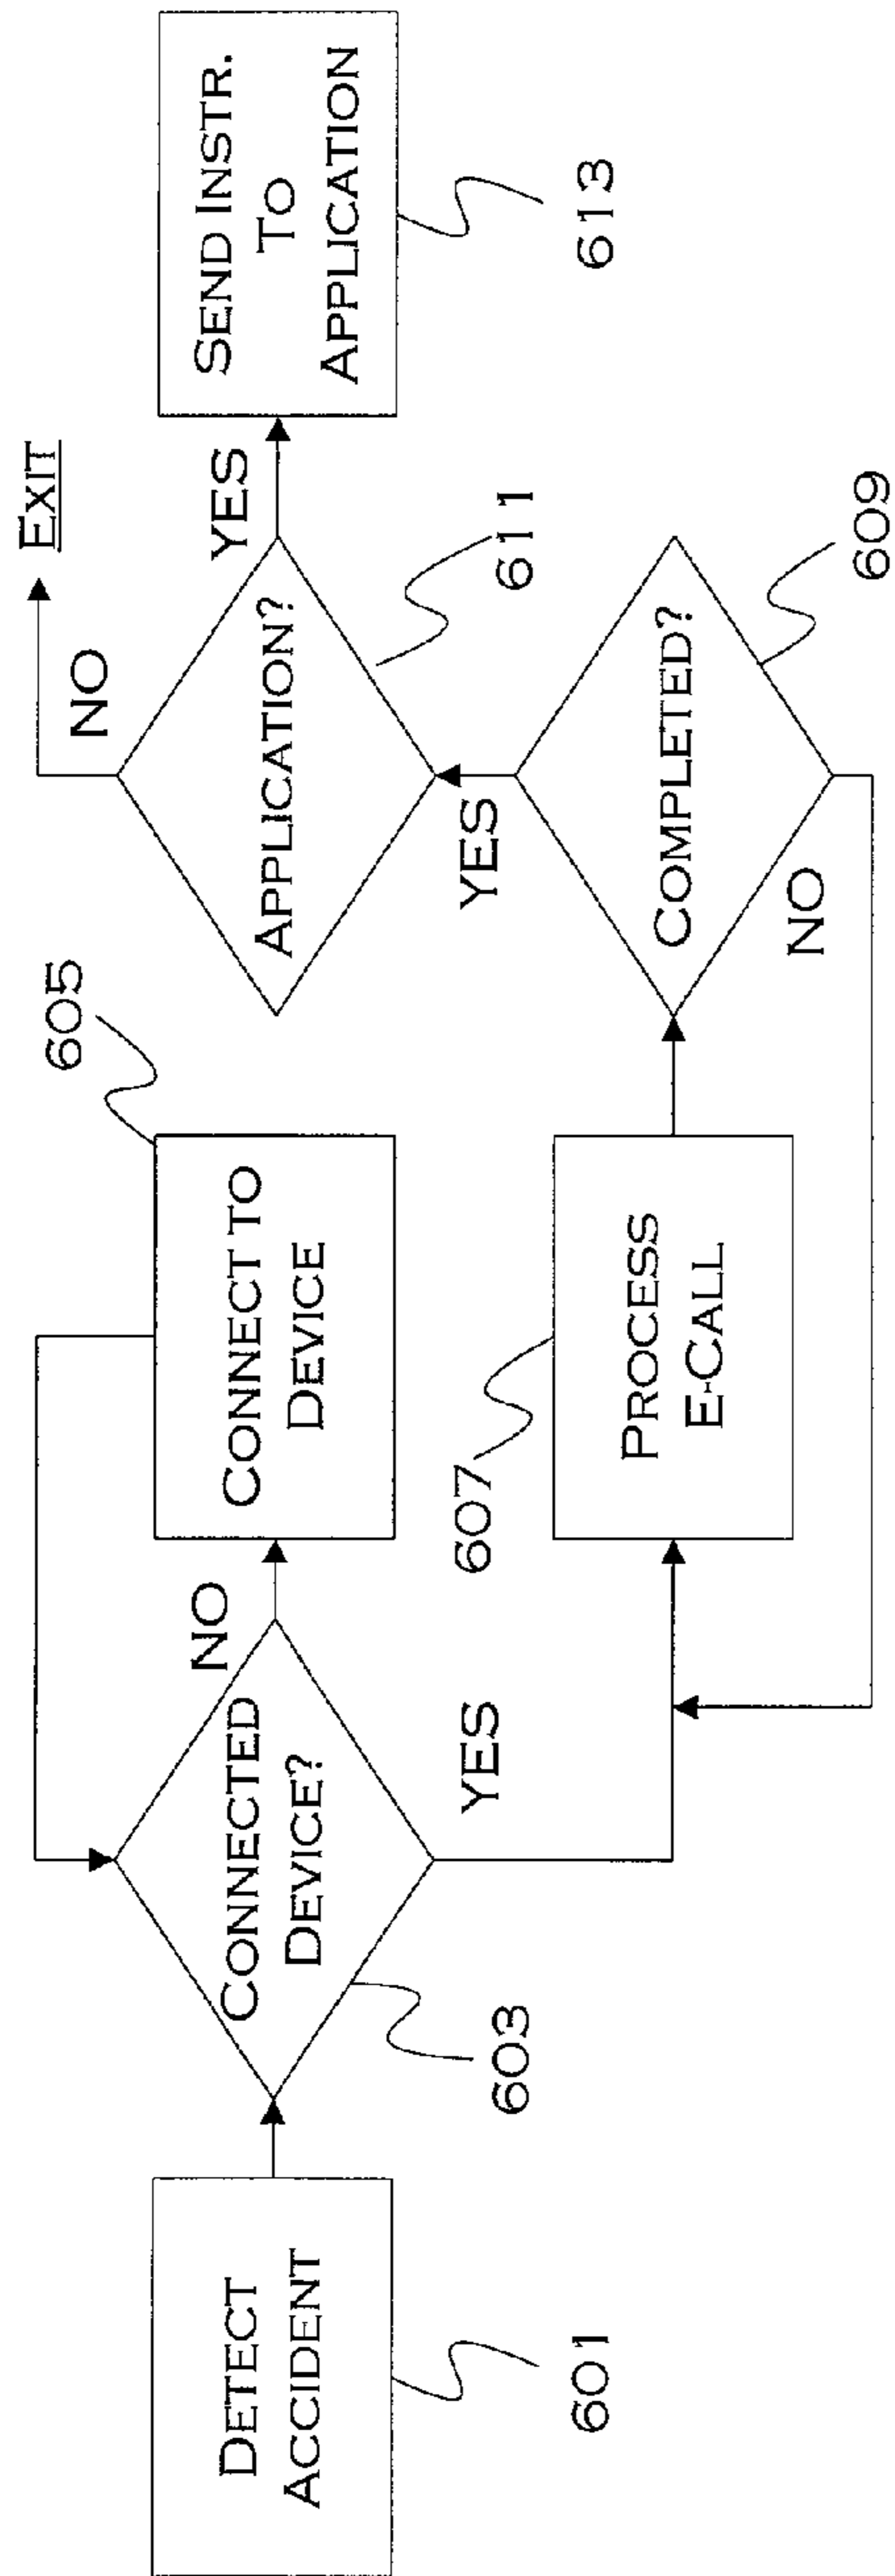 DETECT
ACCIDENT
601
CONNECTED
DEVICE?
603
NO
YES
CONNECT TO
DEVICE
605
PROCESS
E-CALL
607
COMPLETED?
609
NO
YES
APPLICATION?
611
NO
EXIT
YES
SEND INSTR.
TO
APPLICATION
613